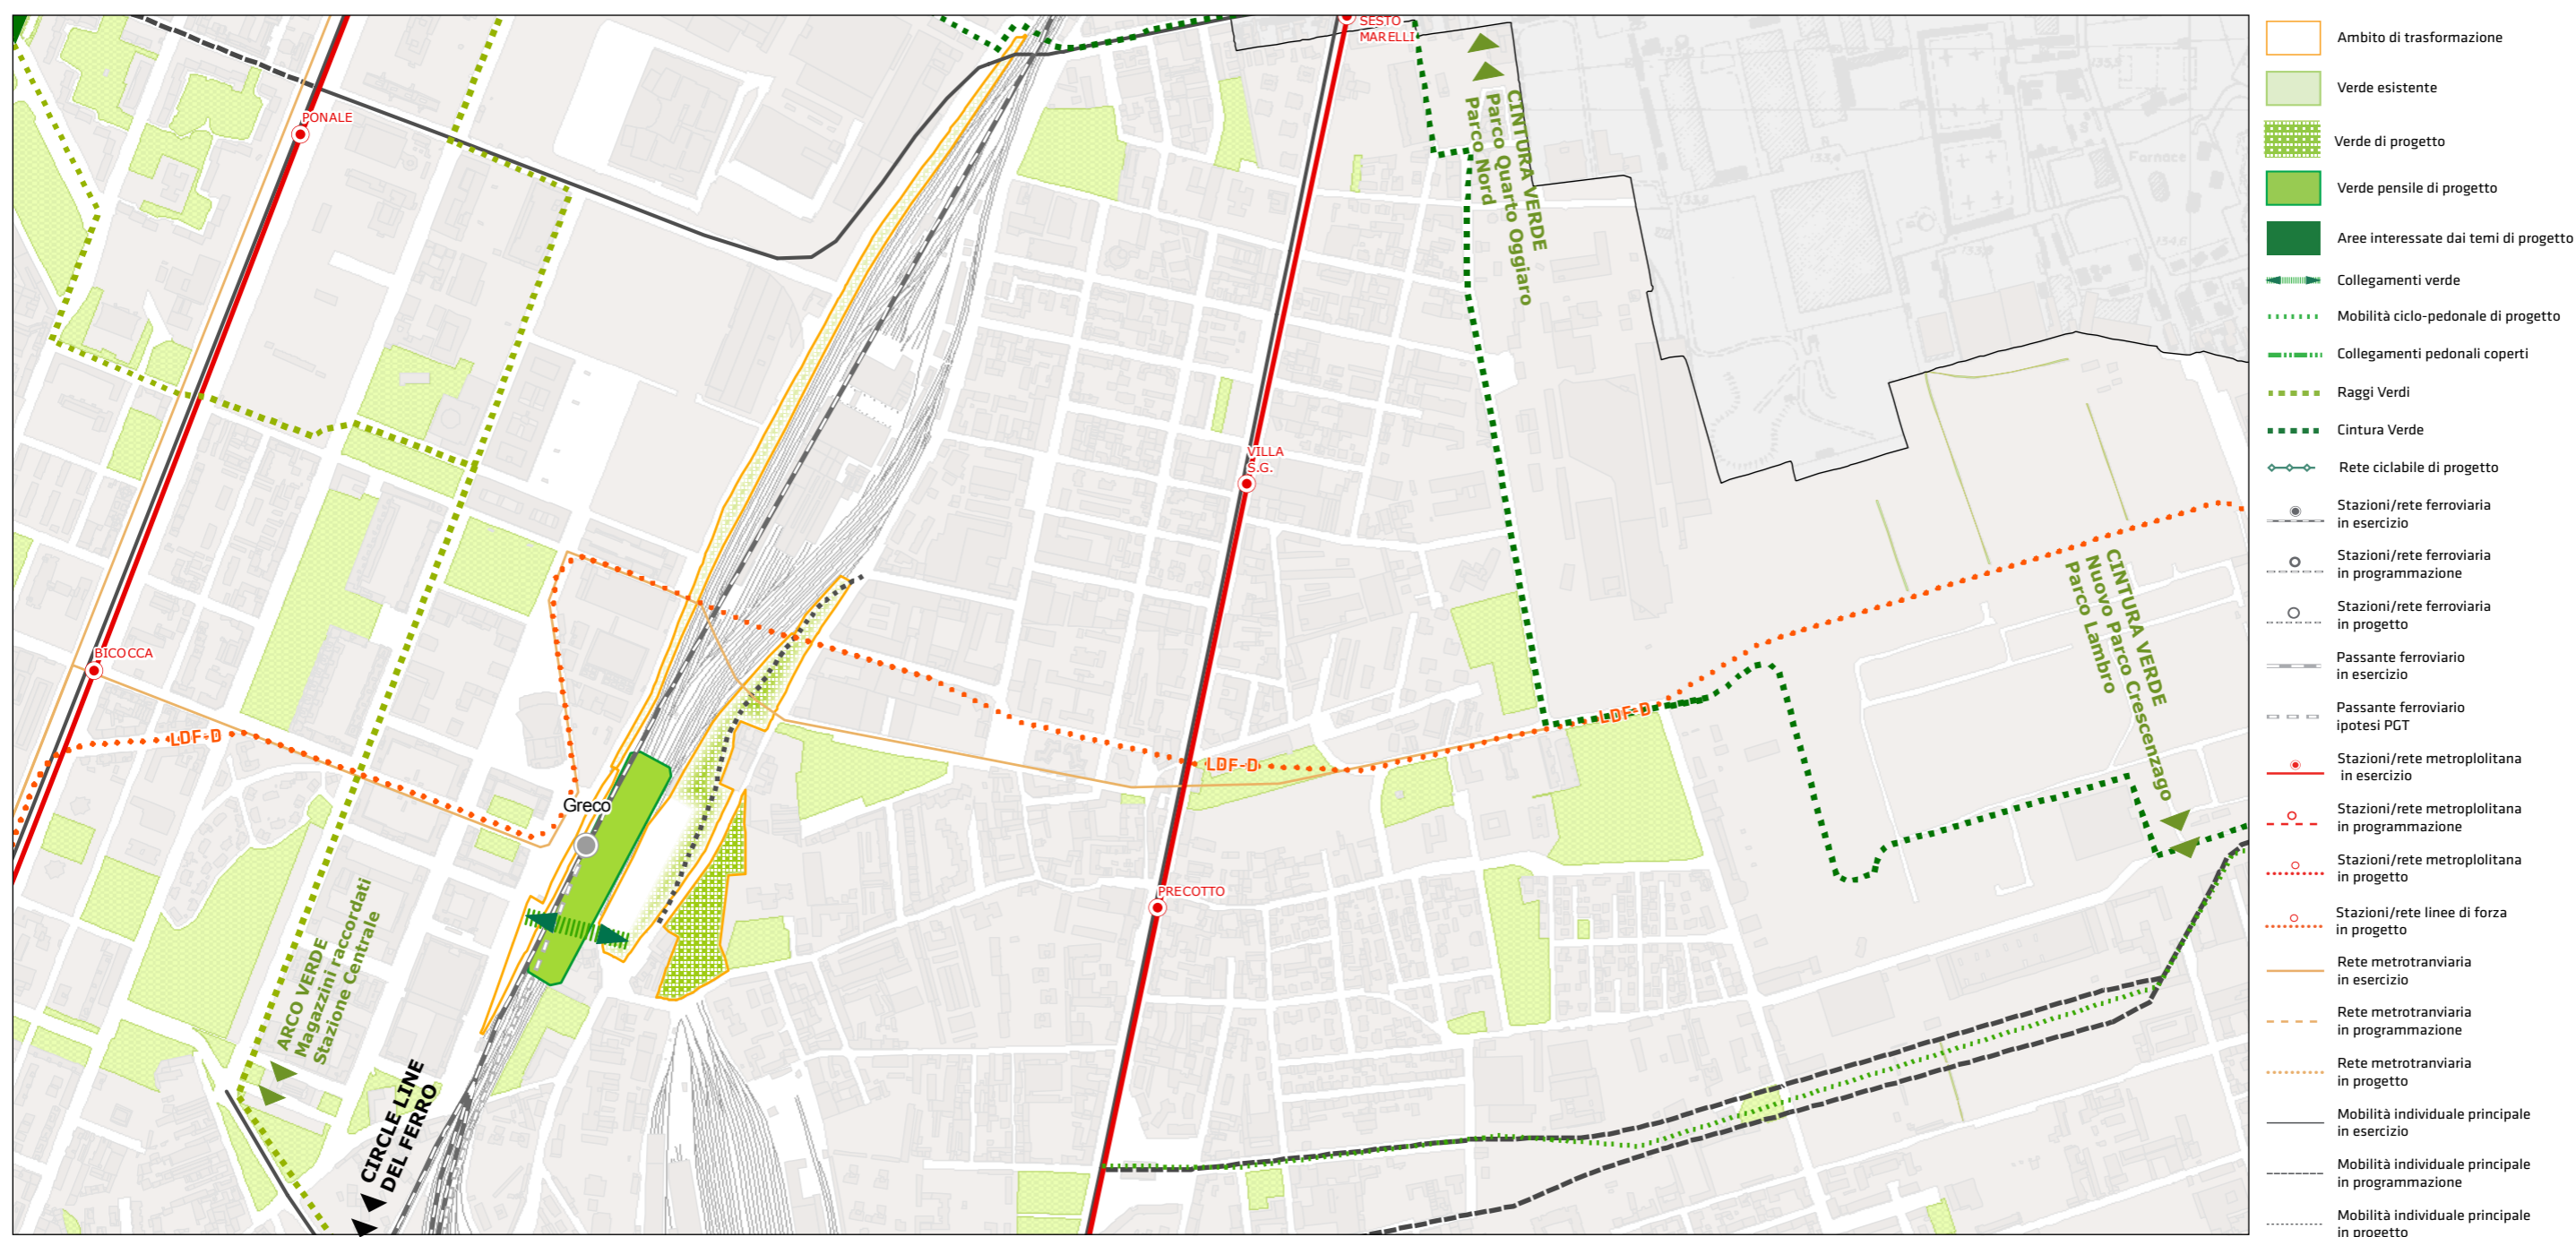 SESTO
MARELLI
PONALE
CINTURA VERDE
Parco Quarto Oggiaro
Parco Nord
Fornace
VILLA
S.G.
BICOCCA
LDF-D
LDF-D
LDF-D
CINTURA VERDE
Nuovo Parco Crescenzago
Parco Lambro
Greco
PRECOTTO
ARCO VERDE
Magazzini raccordati
Stazione Centrale
CIRCLE LINE
DEL FERRO
Ambito di trasformazione
Verde esistente
Verde di progetto
Verde pensile di progetto
Aree interessate dai temi di progetto
Collegamenti verde
Mobilità ciclo-pedonale di progetto
Collegamenti pedonali coperti
Raggi Verdi
Cintura Verde
Rete ciclabile di progetto
Stazioni/rete ferroviaria
in esercizio
Stazioni/rete ferroviaria
in programmazione
Stazioni/rete ferroviaria
in progetto
Passante ferroviario
in esercizio
Passante ferroviario
ipotesi PGT
Stazioni/rete metroplolitana
in esercizio
Stazioni/rete metroplolitana
in programmazione
Stazioni/rete metroplolitana
in progetto
Stazioni/rete linee di forza
in progetto
Rete metrotranviaria
in esercizio
Rete metrotranviaria
in programmazione
Rete metrotranviaria
in progetto
Mobilità individuale principale
in esercizio
Mobilità individuale principale
in programmazione
Mobilità individuale principale
in progetto